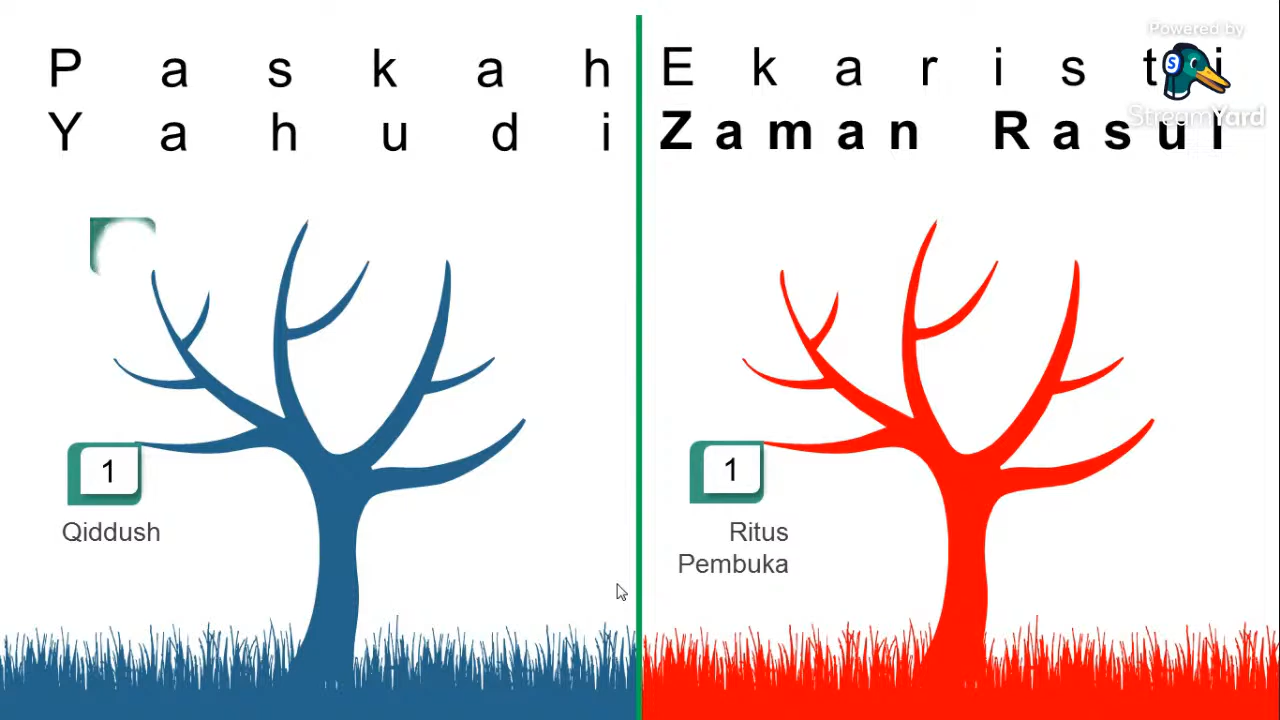 Paskah
Yahudi
Ekaristi
Zaman Rasul
Powered by
StreamYard
1
Qiddush
1
Ritus
Pembuka